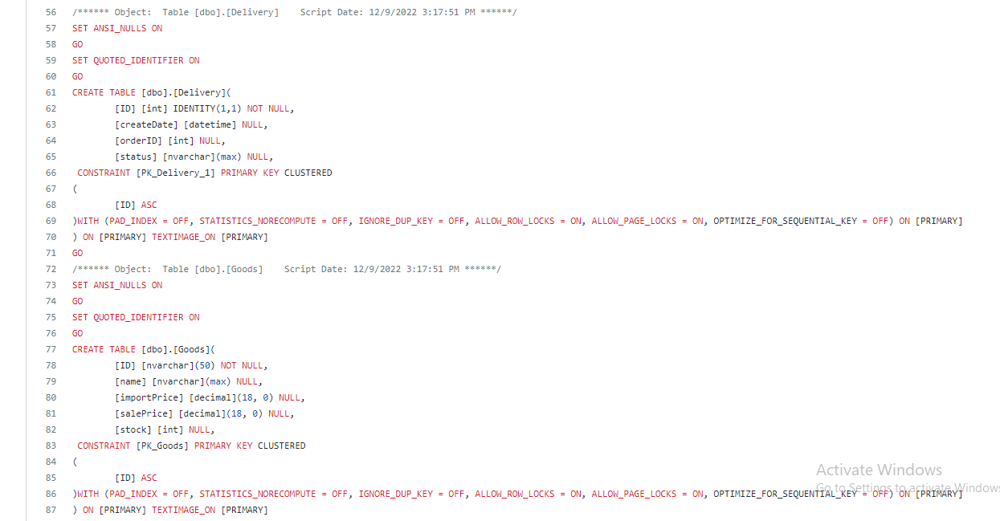 56 /****** Object:  Table [dbo].[Delivery]    Script Date: 12/9/2022 3:17:51 PM ******/
57 SET ANSI_NULLS ON
58 GO
59 SET QUOTED_IDENTIFIER ON
60 GO
61 CREATE TABLE [dbo].[Delivery](
62 [ID] [int] IDENTITY(1,1) NOT NULL,
63 [createDate] [datetime] NULL,
64 [orderID] [int] NULL,
65 [status] [nvarchar](max) NULL,
66 CONSTRAINT [PK_Delivery_1] PRIMARY KEY CLUSTERED
67 (
68 [ID] ASC
69 )WITH (PAD_INDEX = OFF, STATISTICS_NORECOMPUTE = OFF, IGNORE_DUP_KEY = OFF, ALLOW_ROW_LOCKS = ON, ALLOW_PAGE_LOCKS = ON, OPTIMIZE_FOR_SEQUENTIAL_KEY = OFF) ON [PRIMARY]
70 ) ON [PRIMARY] TEXTIMAGE_ON [PRIMARY]
71 GO
72 /****** Object:  Table [dbo].[Goods]    Script Date: 12/9/2022 3:17:51 PM ******/
73 SET ANSI_NULLS ON
74 GO
75 SET QUOTED_IDENTIFIER ON
76 GO
77 CREATE TABLE [dbo].[Goods](
78 [ID] [nvarchar](50) NOT NULL,
79 [name] [nvarchar](max) NULL,
80 [importPrice] [decimal](18, 0) NULL,
81 [salePrice] [decimal](18, 0) NULL,
82 [stock] [int] NULL,
83 CONSTRAINT [PK_Goods] PRIMARY KEY CLUSTERED
84 (
85 [ID] ASC
86 )WITH (PAD_INDEX = OFF, STATISTICS_NORECOMPUTE = OFF, IGNORE_DUP_KEY = OFF, ALLOW_ROW_LOCKS = ON, ALLOW_PAGE_LOCKS = ON, OPTIMIZE_FOR_SEQUENTIAL_KEY = OFF) ON [PRIMARY]
87 ) ON [PRIMARY] TEXTIMAGE_ON [PRIMARY]
Activate Windows
Go to Settings to activate Windows